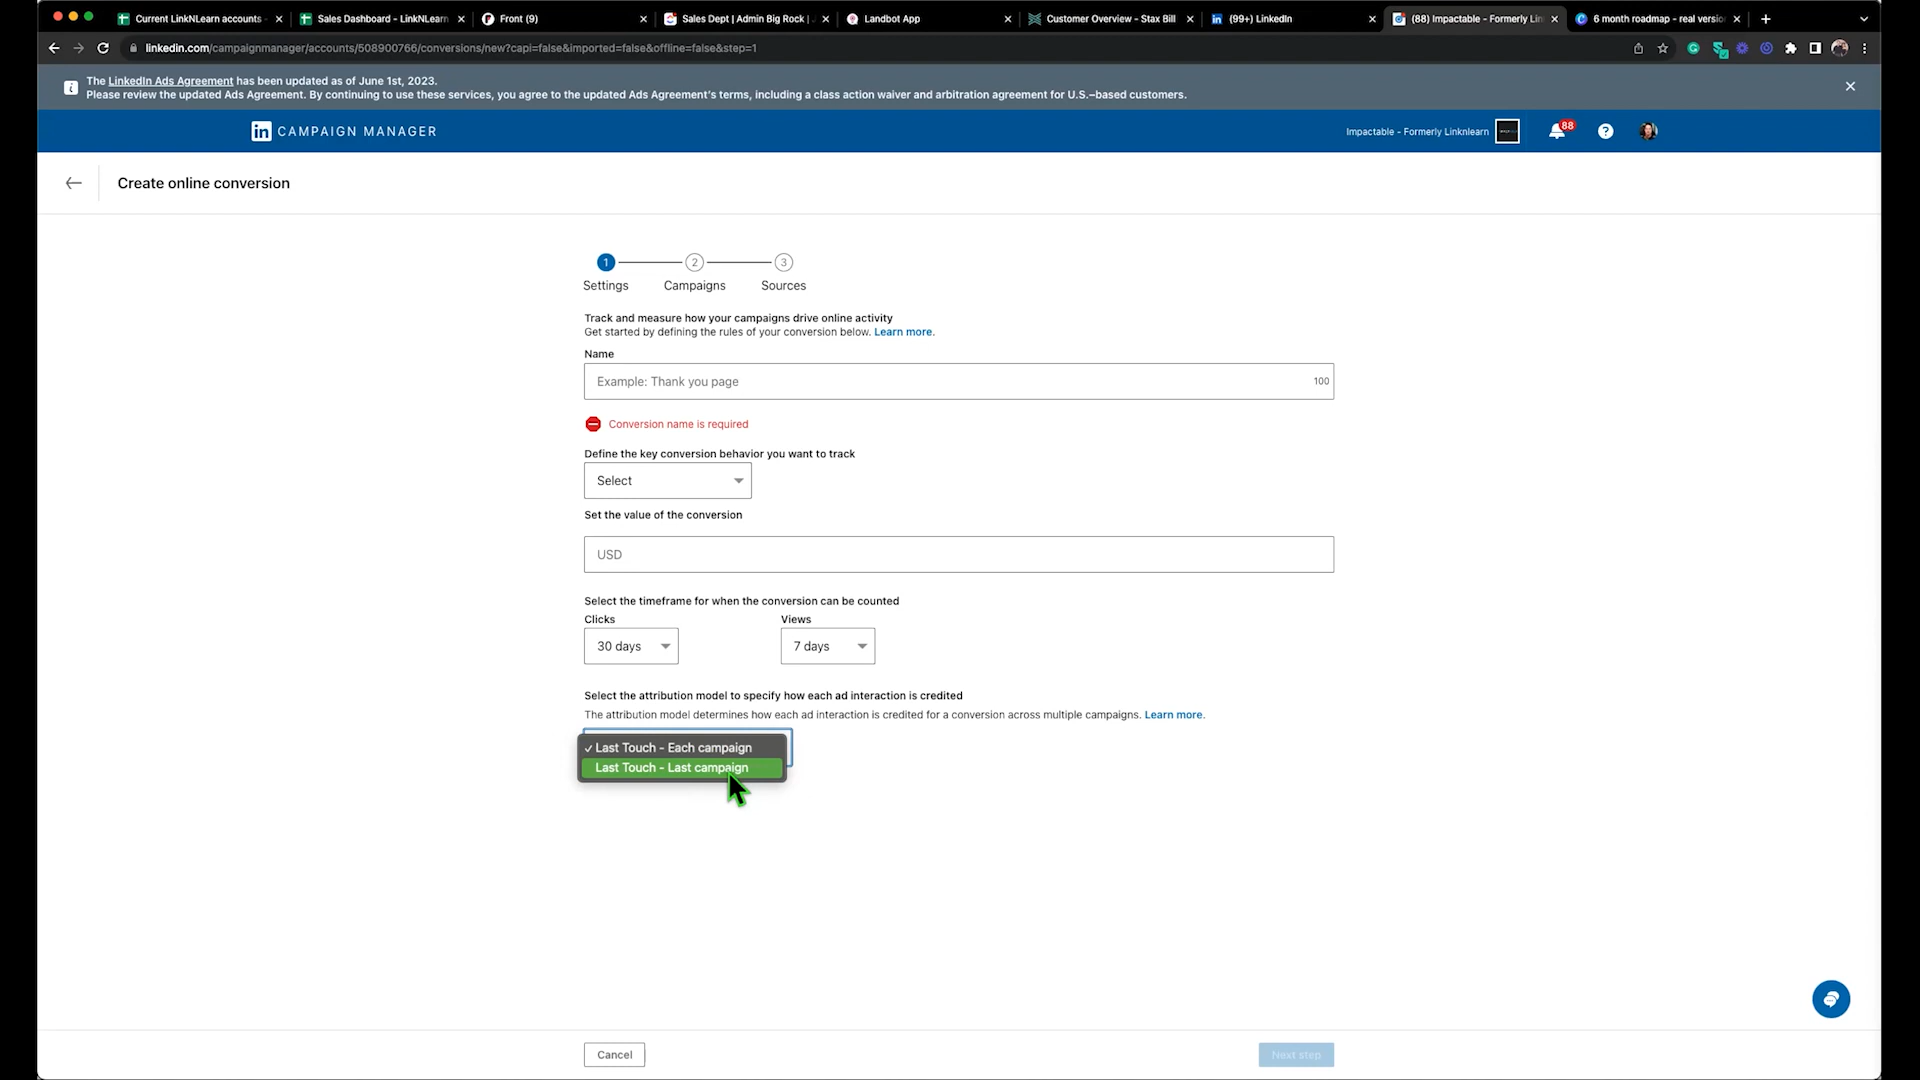 Current LinkNLearn accounts -
Sales Dashboard - LinkNLearn
Front (9)
Sales Dept | Admin Big Rock | J
Landbot App
Customer Overview - Stax Bill
(99+) LinkedIn
(88) Impactable - Formerly Lin
6 month roadmap - real versio
linkedin.com/campaignmanager/accounts/508900766/conversions/new?capi=false&imported=false&offline=false&step=1
The LinkedIn Ads Agreement has been updated as of June 1st, 2023.
Please review the updated Ads Agreement. By continuing to use these services, you agree to the updated Ads Agreement's terms, including a class action waiver and arbitration agreement for U.S.-based customers.
in CAMPAIGN MANAGER
Impactable - Formerly Linknlearn
88
Create online conversion
1
2
3
Settings
Campaigns
Sources
Track and measure how your campaigns drive online activity
Get started by defining the rules of your conversion below. Learn more.
Name
Example: Thank you page
100
Conversion name is required
Define the key conversion behavior you want to track
Select
Set the value of the conversion
USD
Select the timeframe for when the conversion can be counted
Clicks
Views
30 days
7 days
Select the attribution model to specify how each ad interaction is credited
The attribution model determines how each ad interaction is credited for a conversion across multiple campaigns. Learn more.
✓ Last Touch - Each campaign
Last Touch - Last campaign
Cancel
Next step